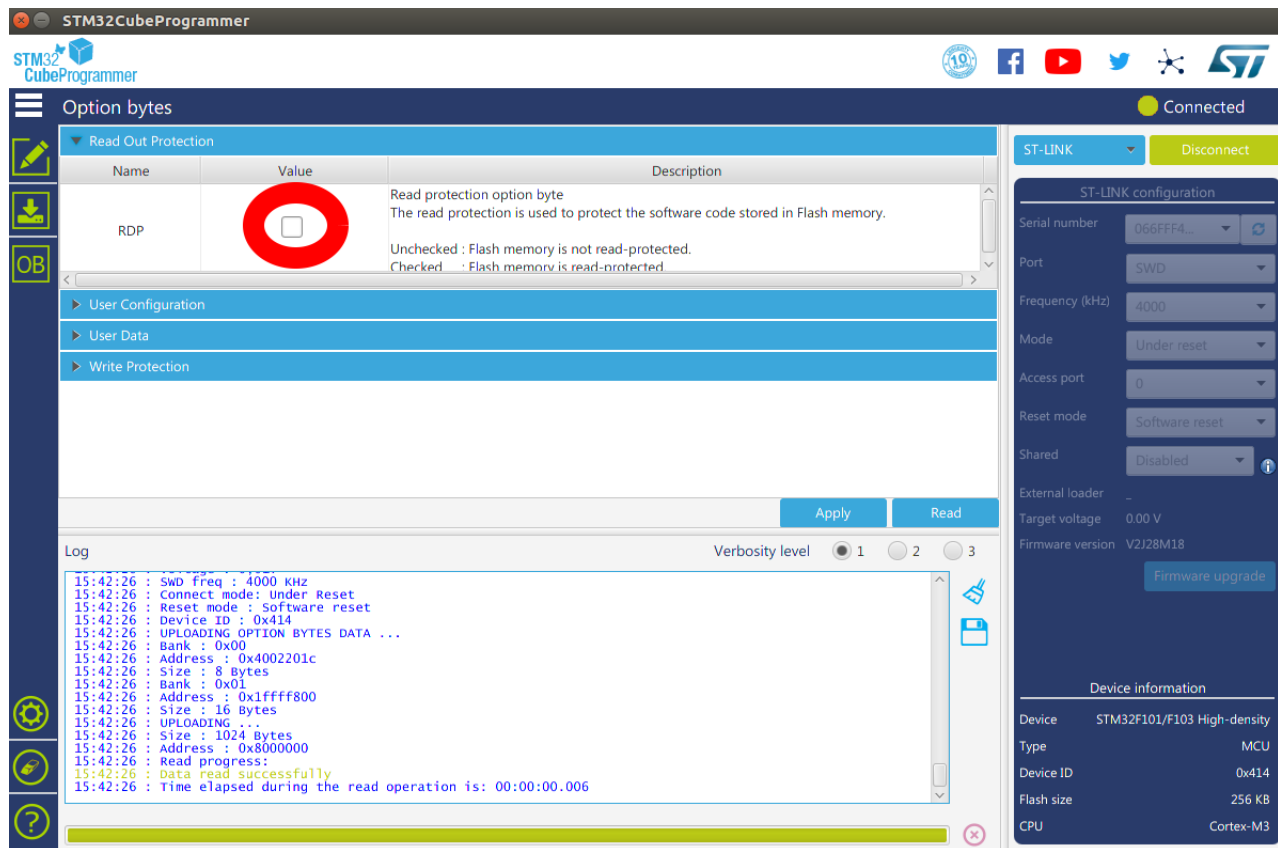 STM32CubeProgrammer
STM32
CubeProgrammer
10
ST
Option bytes
Connected
Read Out Protection
Name Value Description
RDP
Read protection option byte
The read protection is used to protect the software code stored in Flash memory.
Unchecked : Flash memory is not read-protected.
Checked : Flash memory is read-protected
OB
User Configuration
User Data
Write Protection
Apply Read
Log
Verbosity level 1 2 3
15:42:26 : SWD freq : 4000 KHz
15:42:26 : Connect mode: Under Reset
15:42:26 : Reset mode : Software reset
15:42:26 : Device ID : 0x414
15:42:26 : UPLOADING OPTION BYTES DATA ...
15:42:26 : Bank : 0x00
15:42:26 : Address : 0x4002201c
15:42:26 : Size : 8 Bytes
15:42:26 : Bank : 0x01
15:42:26 : Address : 0x1ffff800
15:42:26 : Size : 16 Bytes
15:42:26 : UPLOADING ...
15:42:26 : Size : 1024 Bytes
15:42:26 : Address : 0x8000000
15:42:26 : Read progress:
15:42:26 : Data read successfully
15:42:26 : Time elapsed during the read operation is: 00:00:00.006
ST-LINK Disconnect
ST-LINK configuration
Serial number 066FFF4...
Port SWD
Frequency (kHz) 4000
Mode Under reset
Access port 0
Reset mode Software reset
Shared Disabled
External loader _
Target voltage 0.00 V
Firmware version V2J28M18
Firmware upgrade
Device information
Device STM32F101/F103 High-density
Type MCU
Device ID 0x414
Flash size 256 KB
CPU Cortex-M3